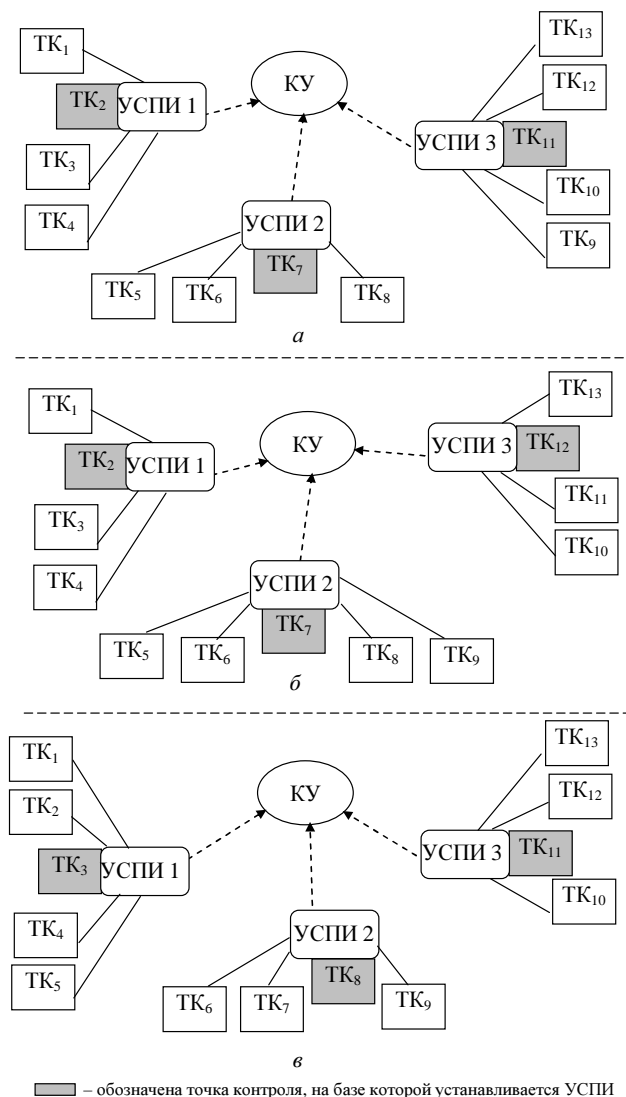 ТК₁
ТК₂
УСПИ 1
ТК₃
ТК₄
КУ
УСПИ 2
ТК₇
ТК₅
ТК₆
ТК₈
ТК₁₃
ТК₁₂
УСПИ 3
ТК₁₁
ТК₁₀
ТК₉
а
ТК₁
ТК₂
УСПИ 1
ТК₃
ТК₄
КУ
УСПИ 2
ТК₇
ТК₅
ТК₆
ТК₈
ТК₉
ТК₁₃
УСПИ 3
ТК₁₂
ТК₁₁
ТК₁₀
б
ТК₁
ТК₂
ТК₃
УСПИ 1
ТК₄
ТК₅
КУ
УСПИ 2
ТК₈
ТК₆
ТК₇
ТК₉
ТК₁₃
ТК₁₂
УСПИ 3
ТК₁₁
ТК₁₀
в
– обозначена точка контроля, на базе которой устанавливается УСПИ